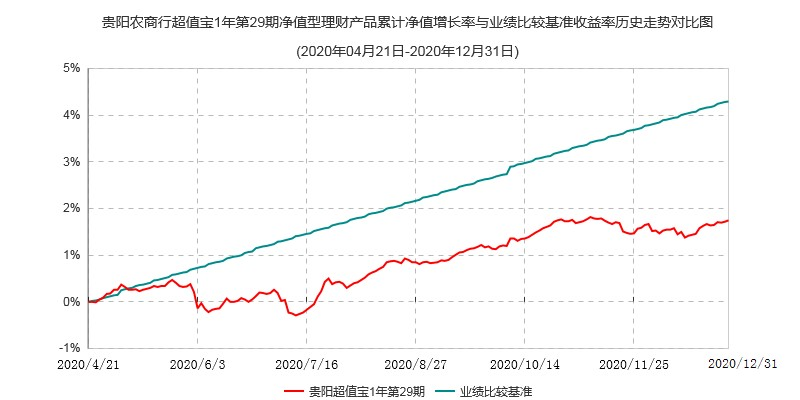 贵阳农商行超值宝1年第29期净值型理财产品累计净值增长率与业绩比较基准收益率历史走势对比图
(2020年04月21日-2020年12月31日)
5%
4%
3%
2%
1%
0%
-1%
2020/4/21 2020/6/3 2020/7/16 2020/8/27 2020/10/14 2020/11/25 2020/12/31
贵阳超值宝1年第29期 业绩比较基准